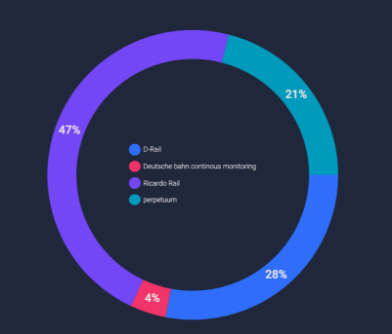 21%
47%
D-Rail
Deutsche bahn continous monitoring
Ricardo Rail
perpetuum
28%
4%